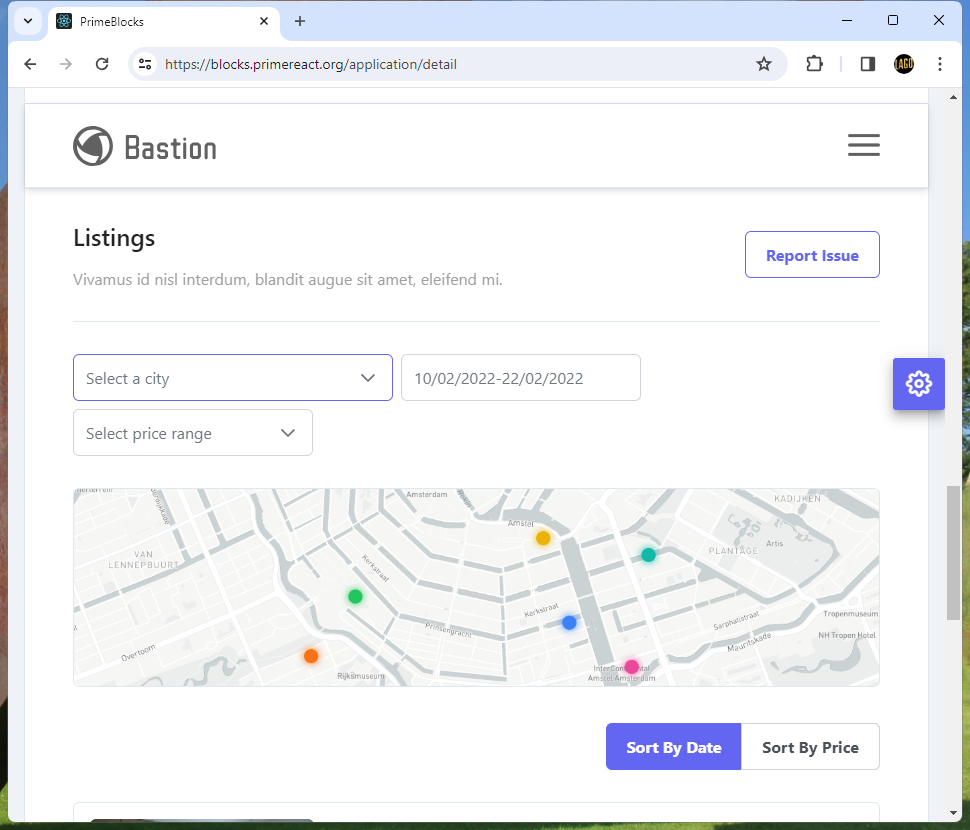 PrimeBlocks
https://blocks.primereact.org/application/detail
LAGO
Bastion
Listings
Report Issue
Vivamus id nisl interdum, blandit augue sit amet, eleifend mi.
Select a city
10/02/2022-22/02/2022
Select price range
Amsterdam
KADIJKEN
Amstel
Artis
PLANTAGE
VAN
LENNEPBUURT
Kerkstraat
Kerkstraat
Prinsengracht
Sarphatistraat
Tropenmuseum
Mauritskade
NH Tropen Hotel
Overtoom
InterContinental
Amstel Amsterdam
Rijksmuseum
Sort By Date
Sort By Price